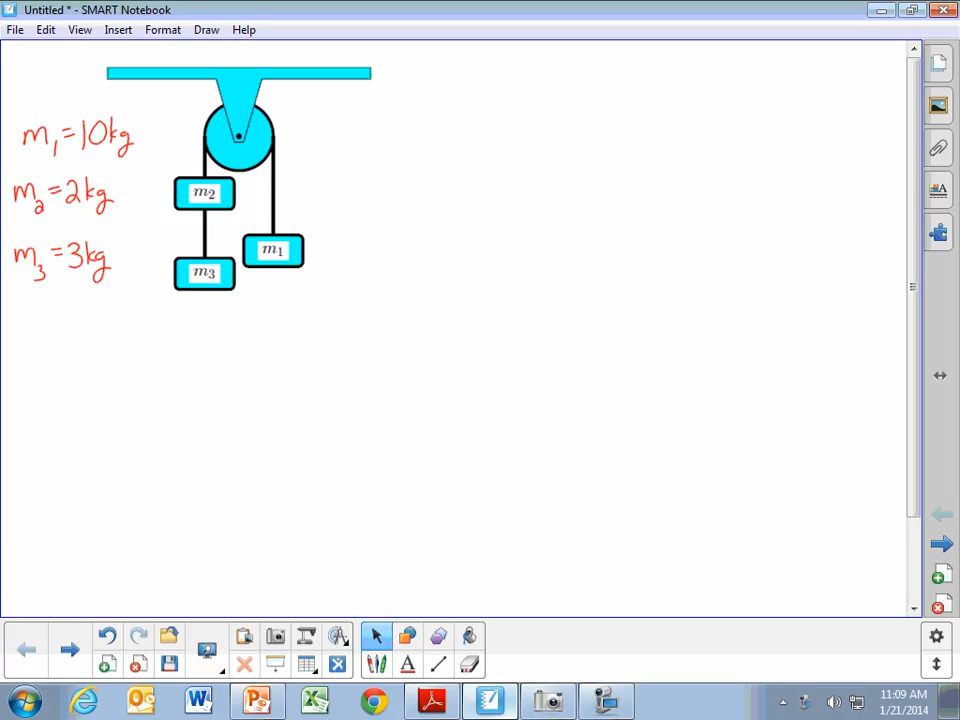 Untitled * - SMART Notebook
File Edit View Insert Format Draw Help
m₁ = 10kg
m₂ = 2kg
m₃ = 3kg
m₂
m₁
m₃
11:09 AM
1/21/2014